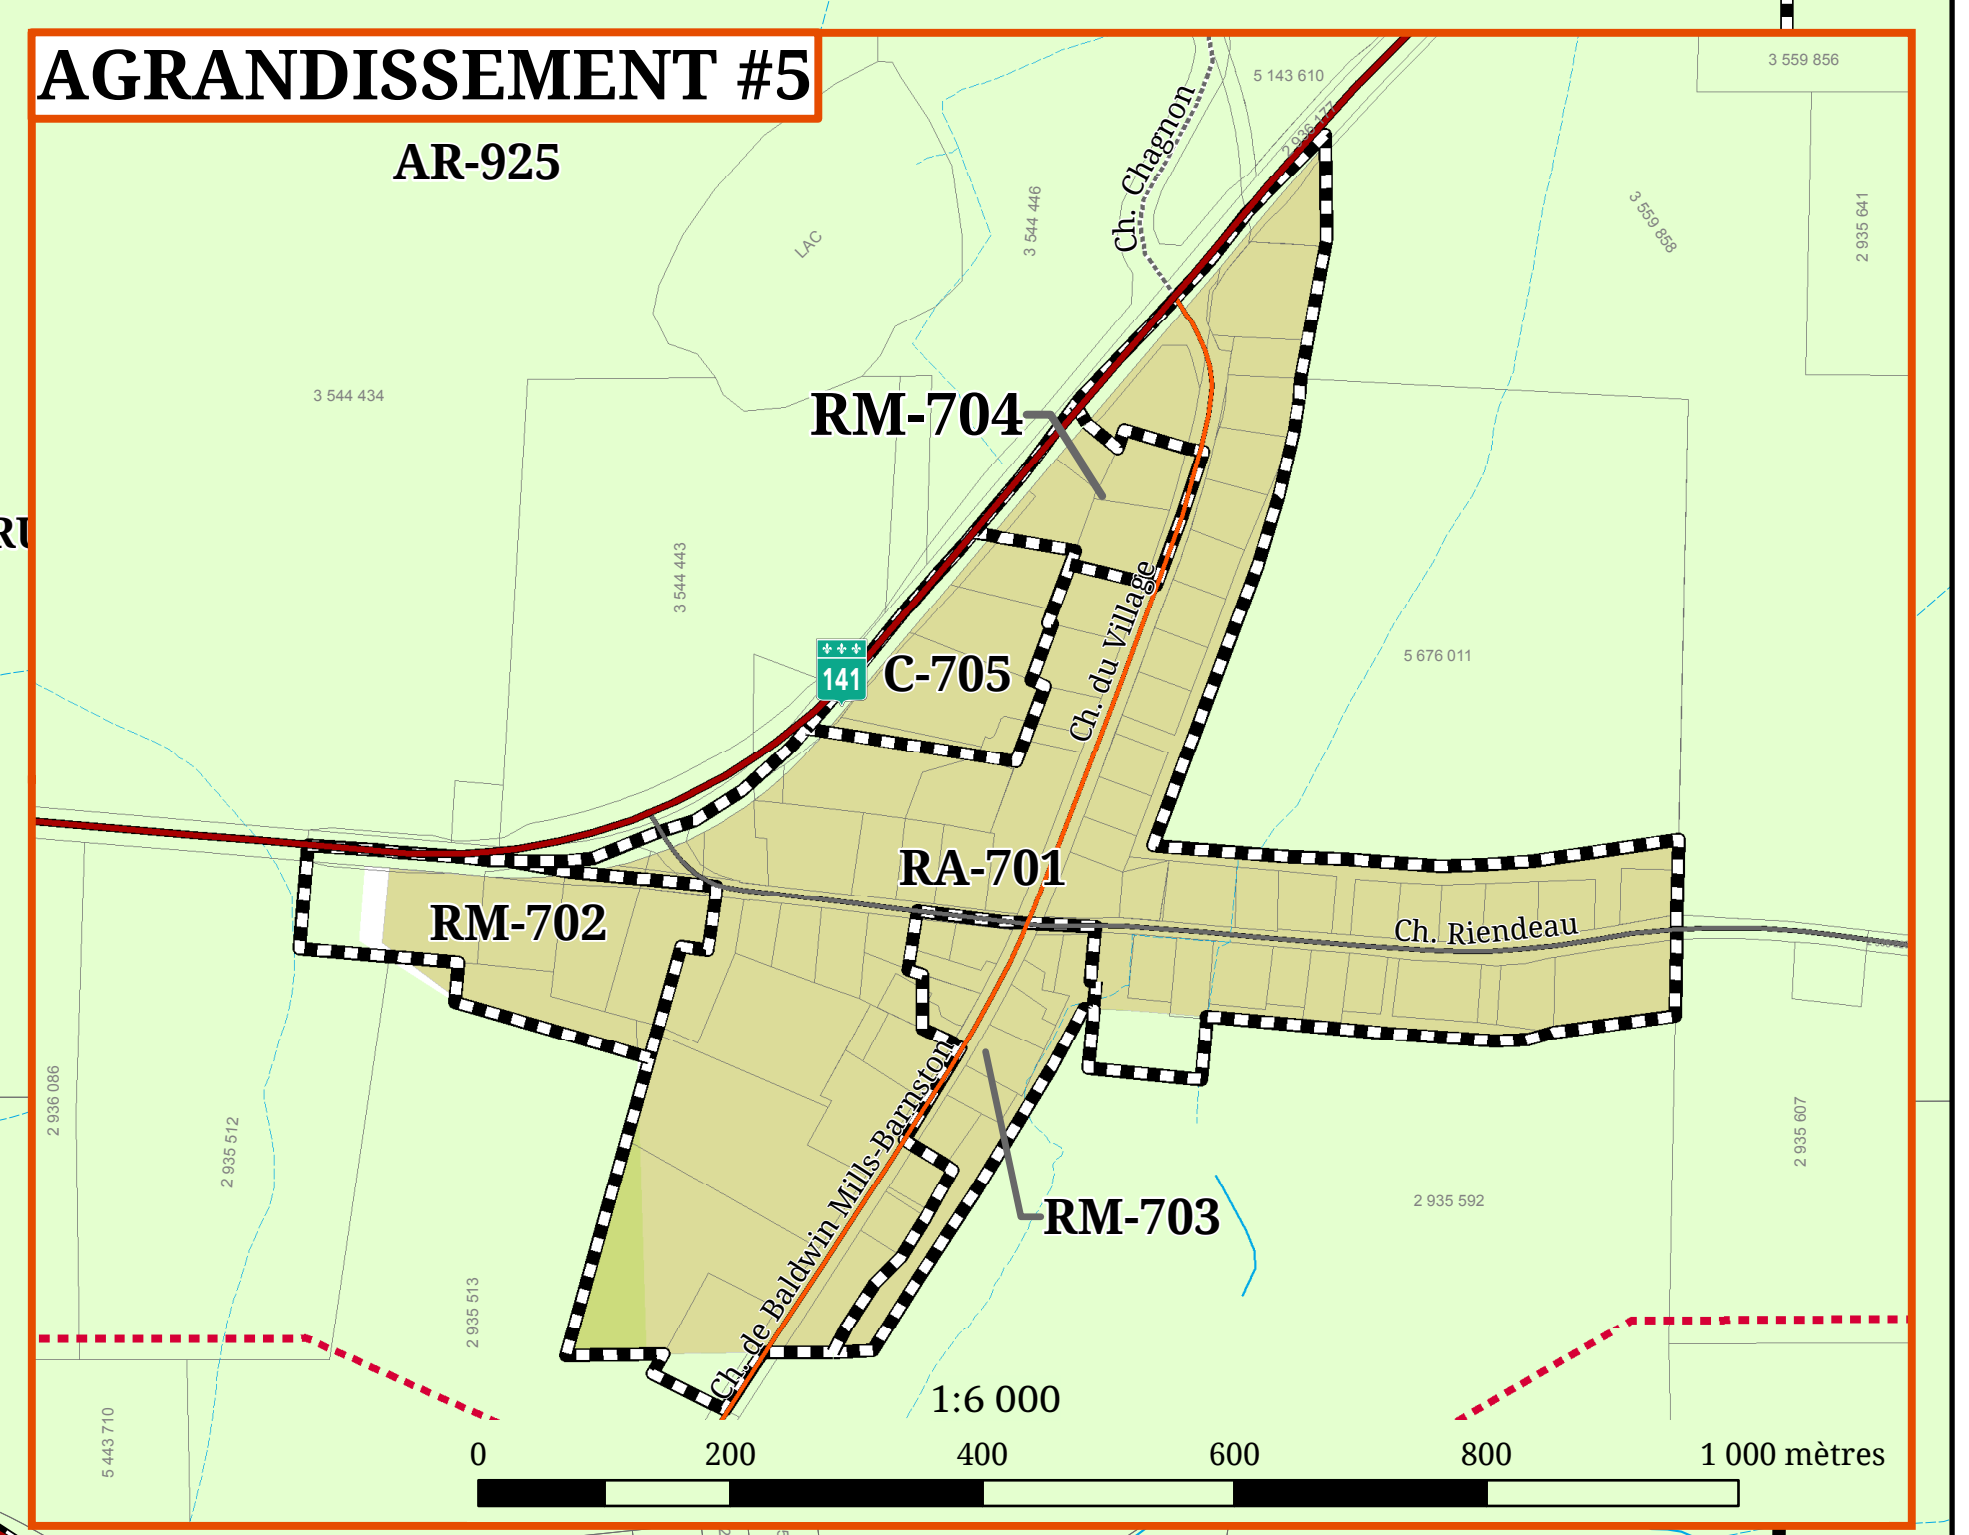 AGRANDISSEMENT #5
3 559 856
5 143 610
2 936 177
AR-925
Ch. Chagnon
3 544 446
3 559 858
2 935 641
LAC
3 544 434
RM-704
3 544 443
Ch. du Village
141
C-705
5 676 011
RA-701
RM-702
Ch. Riendeau
2 936 086
2 935 512
2 935 607
Ch. de Baldwin Mills-Barnston
RM-703
2 935 592
2 935 513
5 443 710
1:6 000
0 200 400 600 800 1 000 mètres